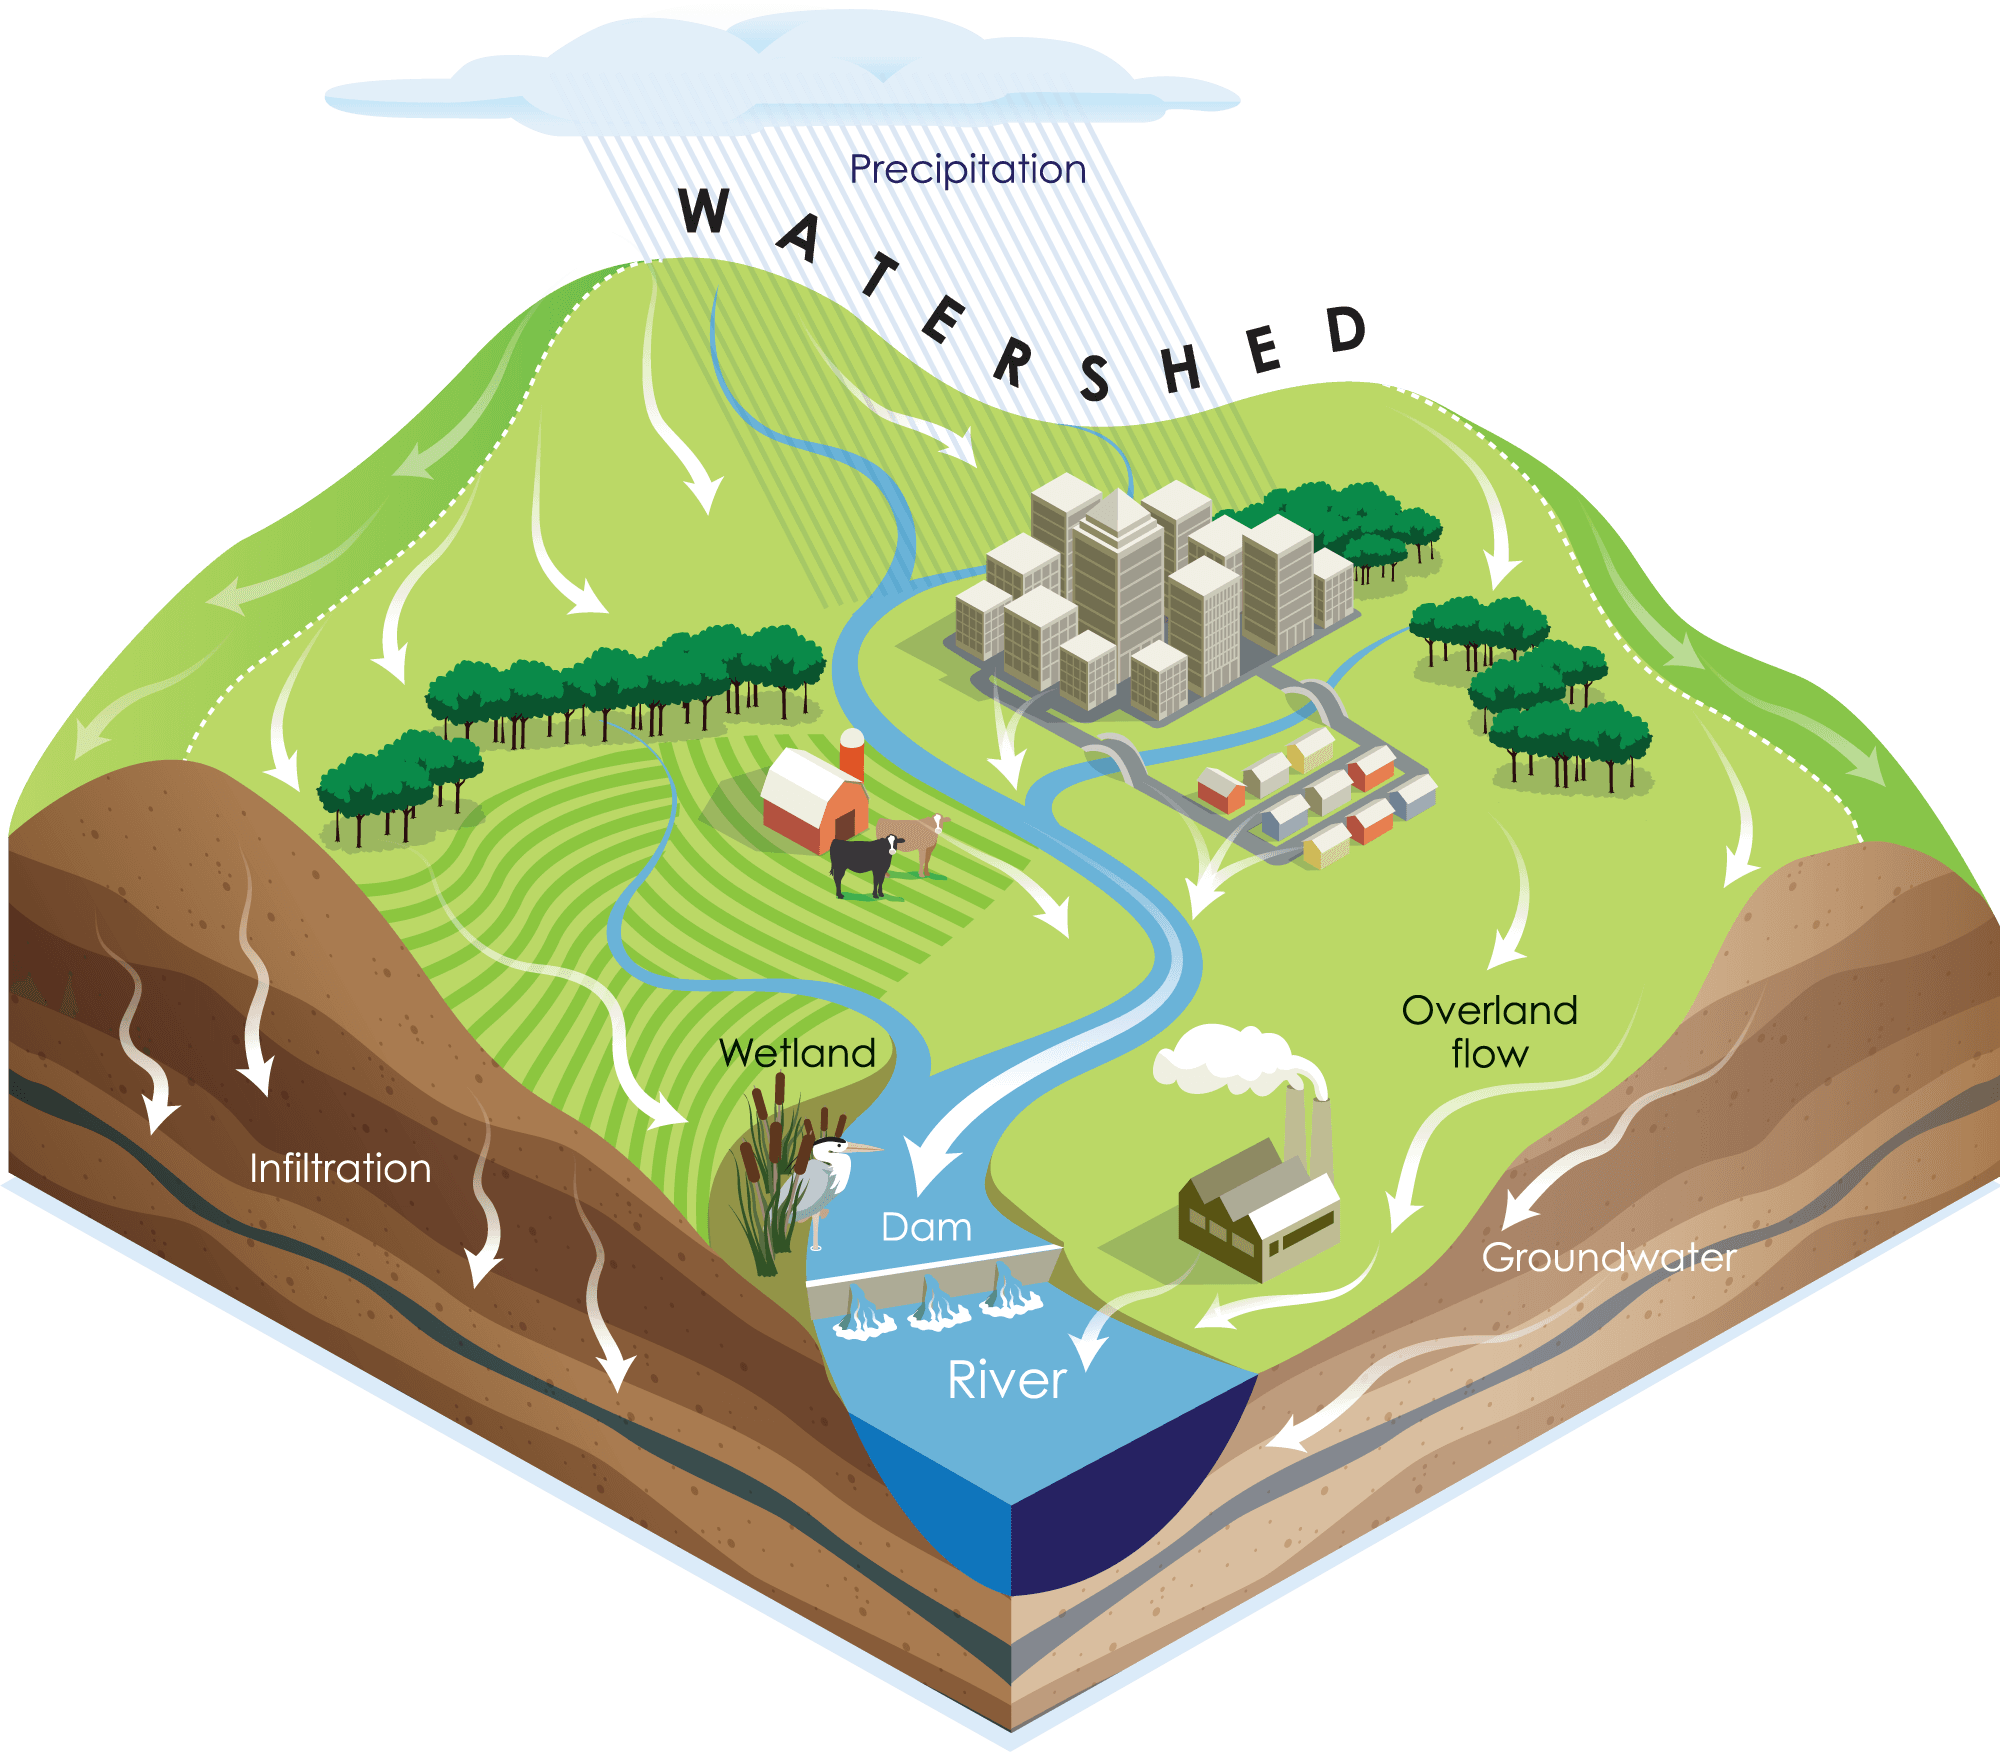 Precipitation
WATERSHED
Overland
flow
Wetland
Infiltration
Dam
Groundwater
River